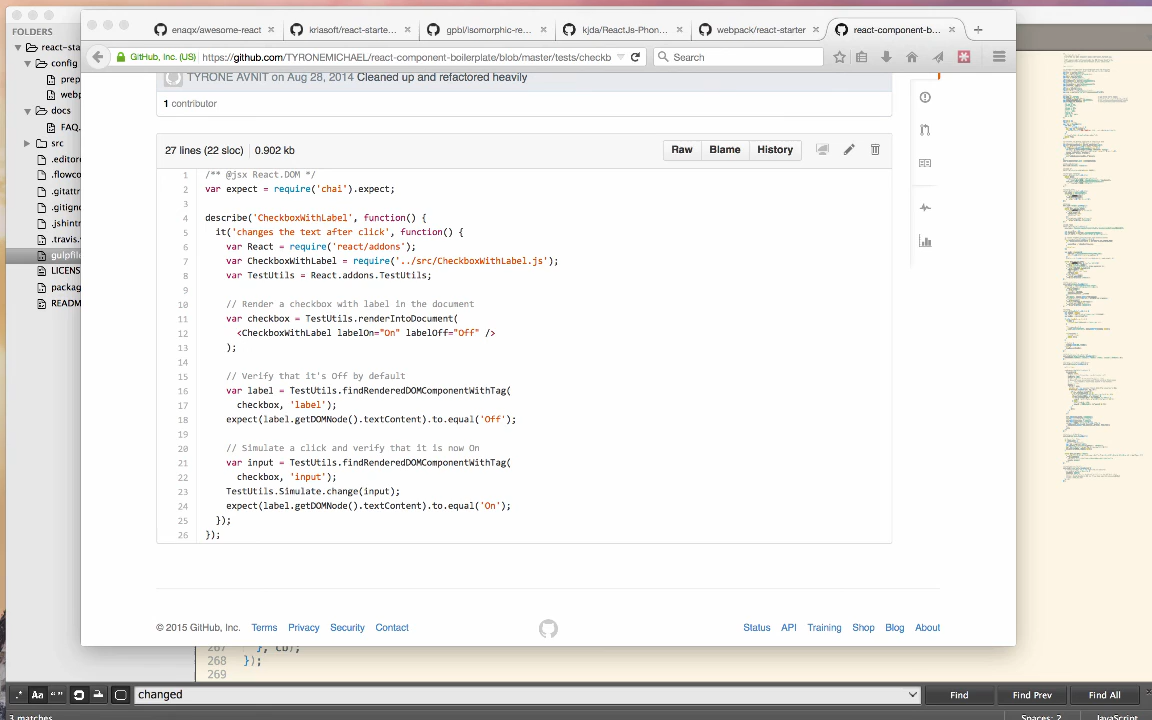 FOLDERS
react-sta
config
prep
webp
docs
FAQ.
src
.editor
.flowco
.gitattr
.gitign
.jshintr
.travis.
gulpfile
LICENS
packag
READM
enaqx/awesome-react
kriasoft/react-starte...
gpbl/isomorphic-re...
kjda/ReactJs-Phon...
webpack/react-starter
react-component-b...
GitHub, Inc. (US)
https://github.com/TYRONEMICHAEL/react-component-boilerplate/blob/master/tests/checkb
Search
TYRONE AVNIT on Aug 28, 2014 Cleaned up and refactored heavily
1 contributor
27 lines (22 sloc) 0.902 kb
Raw Blame History
1 /** @jsx React.DOM */
2 var expect = require('chai').expect;
3
4 describe('CheckboxWithLabel', function() {
5 it('changes the text after click', function() {
6 var React = require('react/addons');
7 var CheckboxWithLabel = require('../src/CheckboxWithLabel.js');
8 var TestUtils = React.addons.TestUtils;
9
10 // Render a checkbox with label in the document
11 var checkbox = TestUtils.renderIntoDocument(
12 <CheckboxWithLabel labelOn="On" labelOff="Off" />
13 );
14
15 // Verify that it's Off by default
16 var label = TestUtils.findRenderedDOMComponentWithTag(
17 checkbox, 'label');
18 expect(label.getDOMNode().textContent).to.equal('Off');
19
20 // Simulate a click and verify that it is now On
21 var input = TestUtils.findRenderedDOMComponentWithTag(
22 checkbox, 'input');
23 TestUtils.Simulate.change(input);
24 expect(label.getDOMNode().textContent).to.equal('On');
25 });
26 });
© 2015 GitHub, Inc. Terms Privacy Security Contact
Status API Training Shop Blog About
267 }, CD);
268 });
269
changed
Find Find Prev Find All
3 matches
Spaces: 2 JavaScript